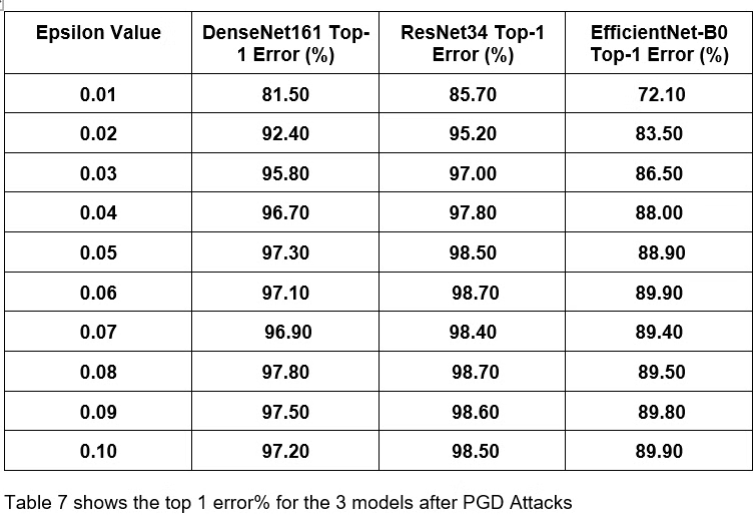 Epsilon Value DenseNet161 Top- ResNet34 Top-1 EfficientNet-B0
1 Error (%) Error (%) Top-1 Error (%)
0.01 81.50 85.70 72.10
0.02 92.40 95.20 83.50
0.03 95.80 97.00 86.50
0.04 96.70 97.80 88.00
0.05 97.30 98.50 88.90
0.06 97.10 98.70 89.90
0.07 96.90 98.40 89.40
0.08 97.80 98.70 89.50
0.09 97.50 98.60 89.80
0.10 97.20 98.50 89.90
Table 7 shows the top 1 error% for the 3 models after PGD Attacks